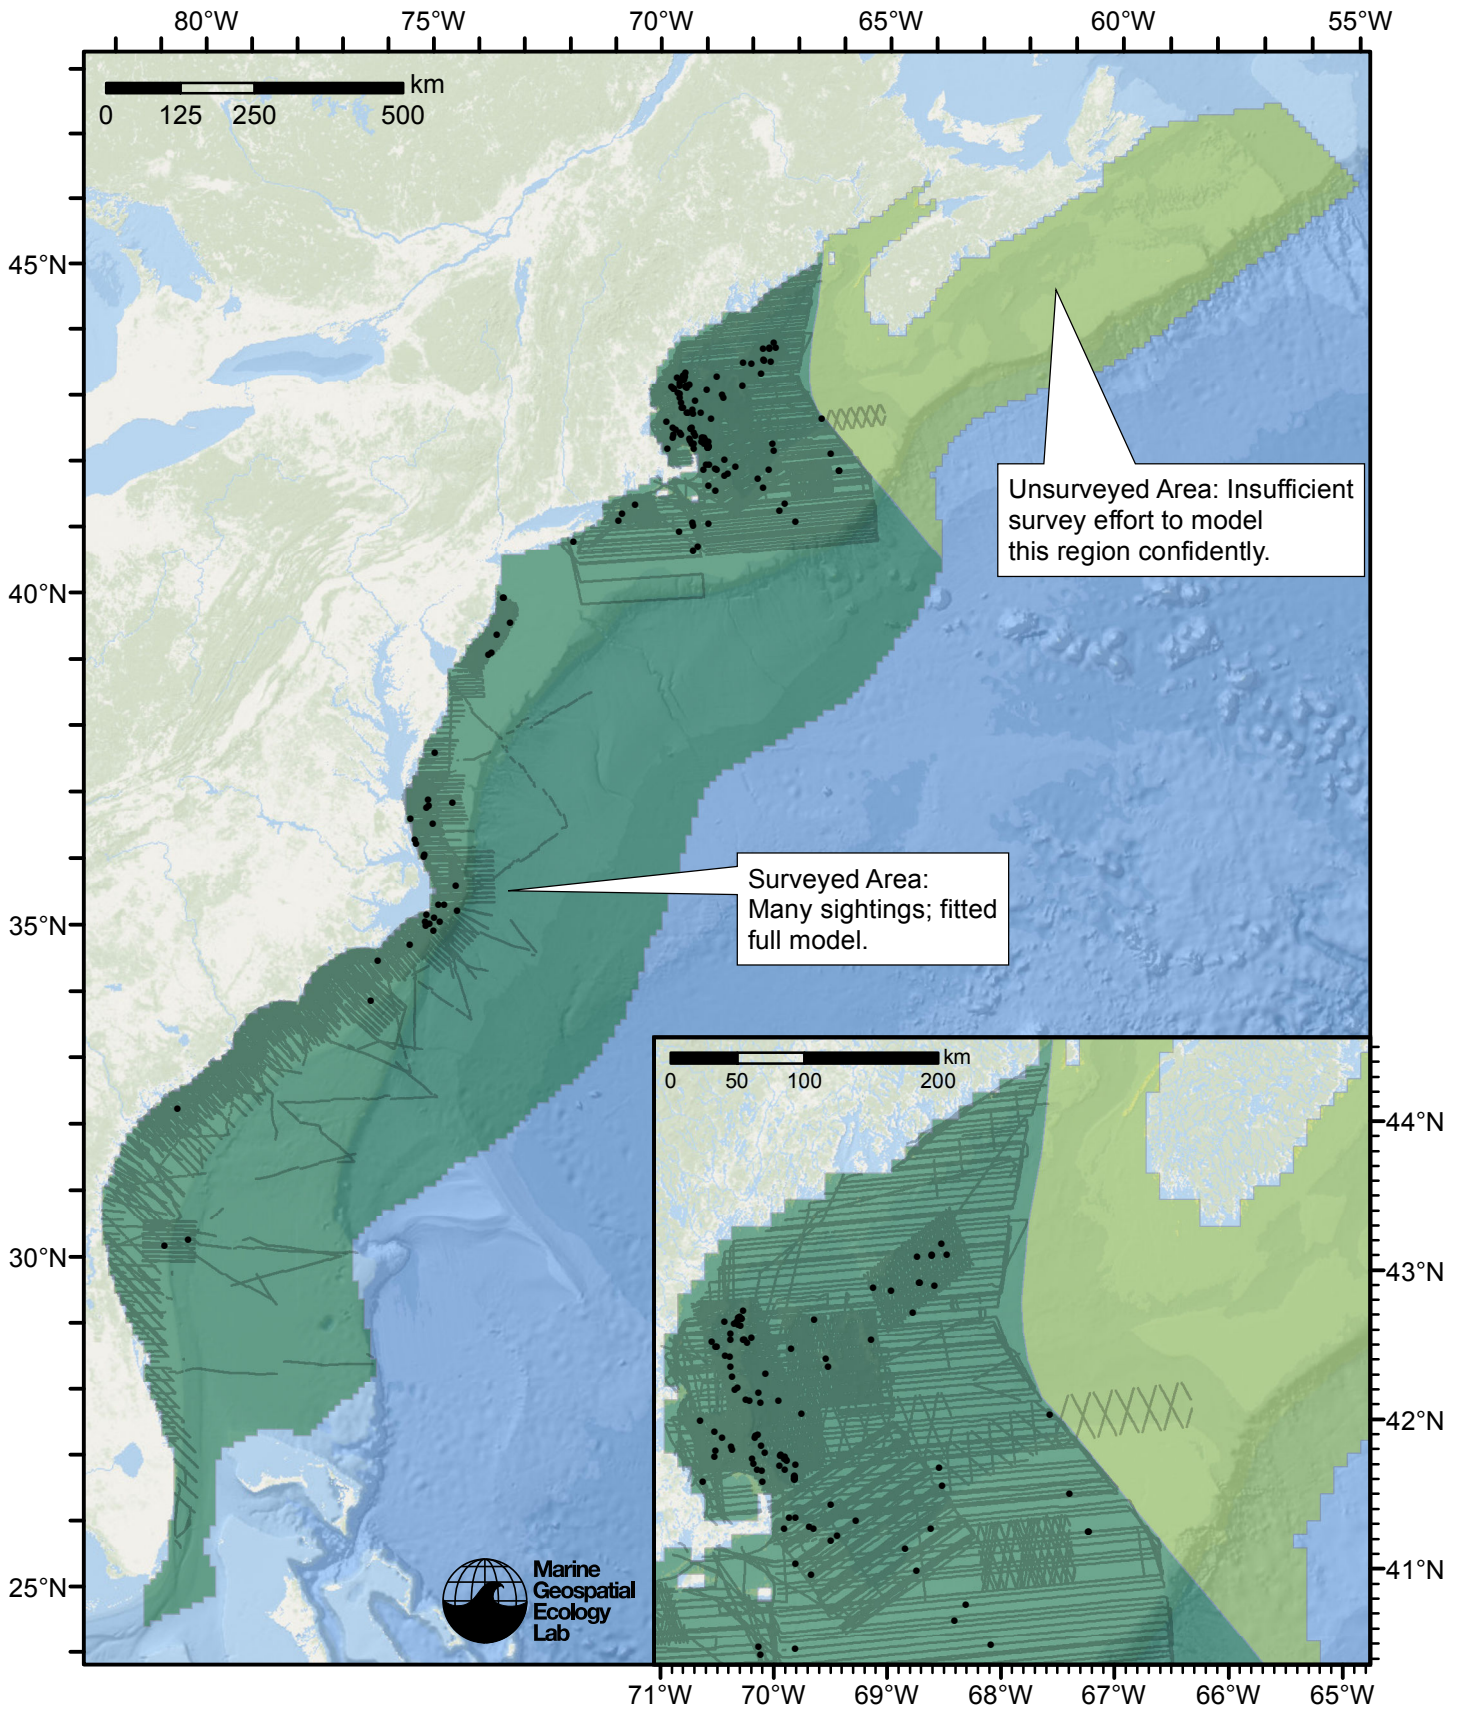 80°W 75°W 70°W 65°W 60°W 55°W
km
0 125 250 500
45°N
40°N
35°N
30°N
25°N
Unsurveyed Area: Insufficient
survey effort to model
this region confidently.
Surveyed Area:
Many sightings; fitted
full model.
km
0 50 100 200
44°N
43°N
42°N
41°N
Marine
Geospatial
Ecology
Lab
71°W 70°W 69°W 68°W 67°W 66°W 65°W